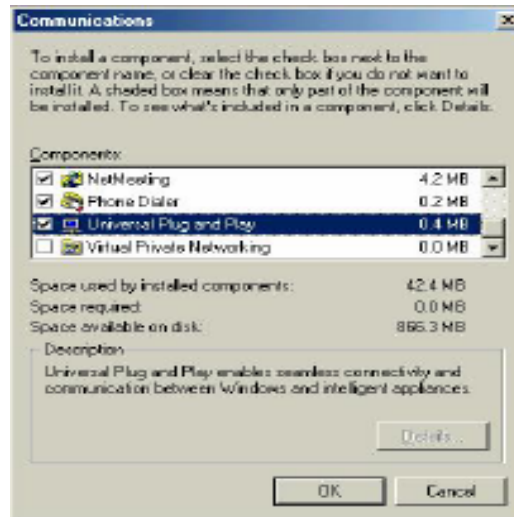 Communications
To install a component, select the check box next to the
component name, or clear the check box if you do not want to
install it. A shaded box means that only part of the component will
be installed. To see what's included in a component, click Details.
Components:
NetMeeting 4.2 MB
Phone Dialer 0.2 MB
Universal Plug and Play 0.4 MB
Virtual Private Networking 0.0 MB
Space used by installed components: 42.4 MB
Space required: 0.0 MB
Space available on disk: 866.3 MB
Description
Universal Plug and Play enables seamless connectivity and
communication between Windows and intelligent appliances.
Details...
OK
Cancel